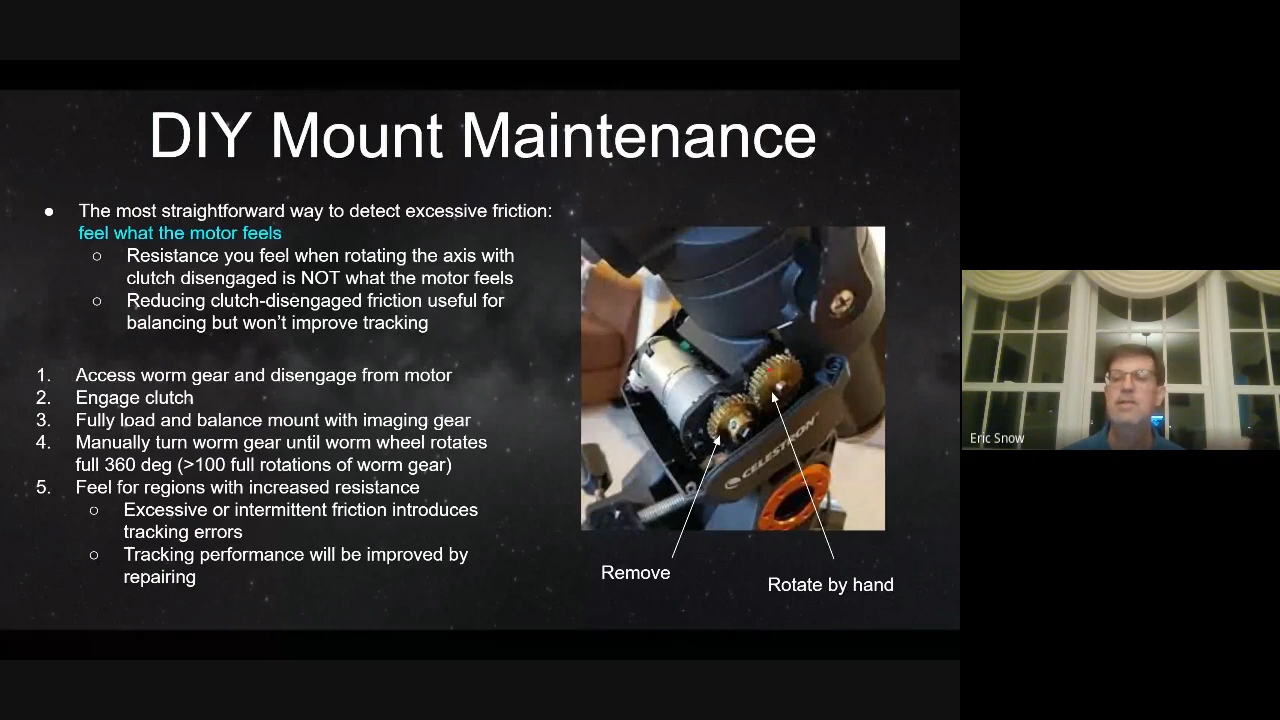 DIY Mount Maintenance
● The most straightforward way to detect excessive friction:
feel what the motor feels
○ Resistance you feel when rotating the axis with
clutch disengaged is NOT what the motor feels
○ Reducing clutch-disengaged friction useful for
balancing but won’t improve tracking
1. Access worm gear and disengage from motor
2. Engage clutch
3. Fully load and balance mount with imaging gear
4. Manually turn worm gear until worm wheel rotates
full 360 deg (>100 full rotations of worm gear)
5. Feel for regions with increased resistance
○ Excessive or intermittent friction introduces
tracking errors
○ Tracking performance will be improved by
repairing
CELESTRON
Remove
Rotate by hand
Eric Snow